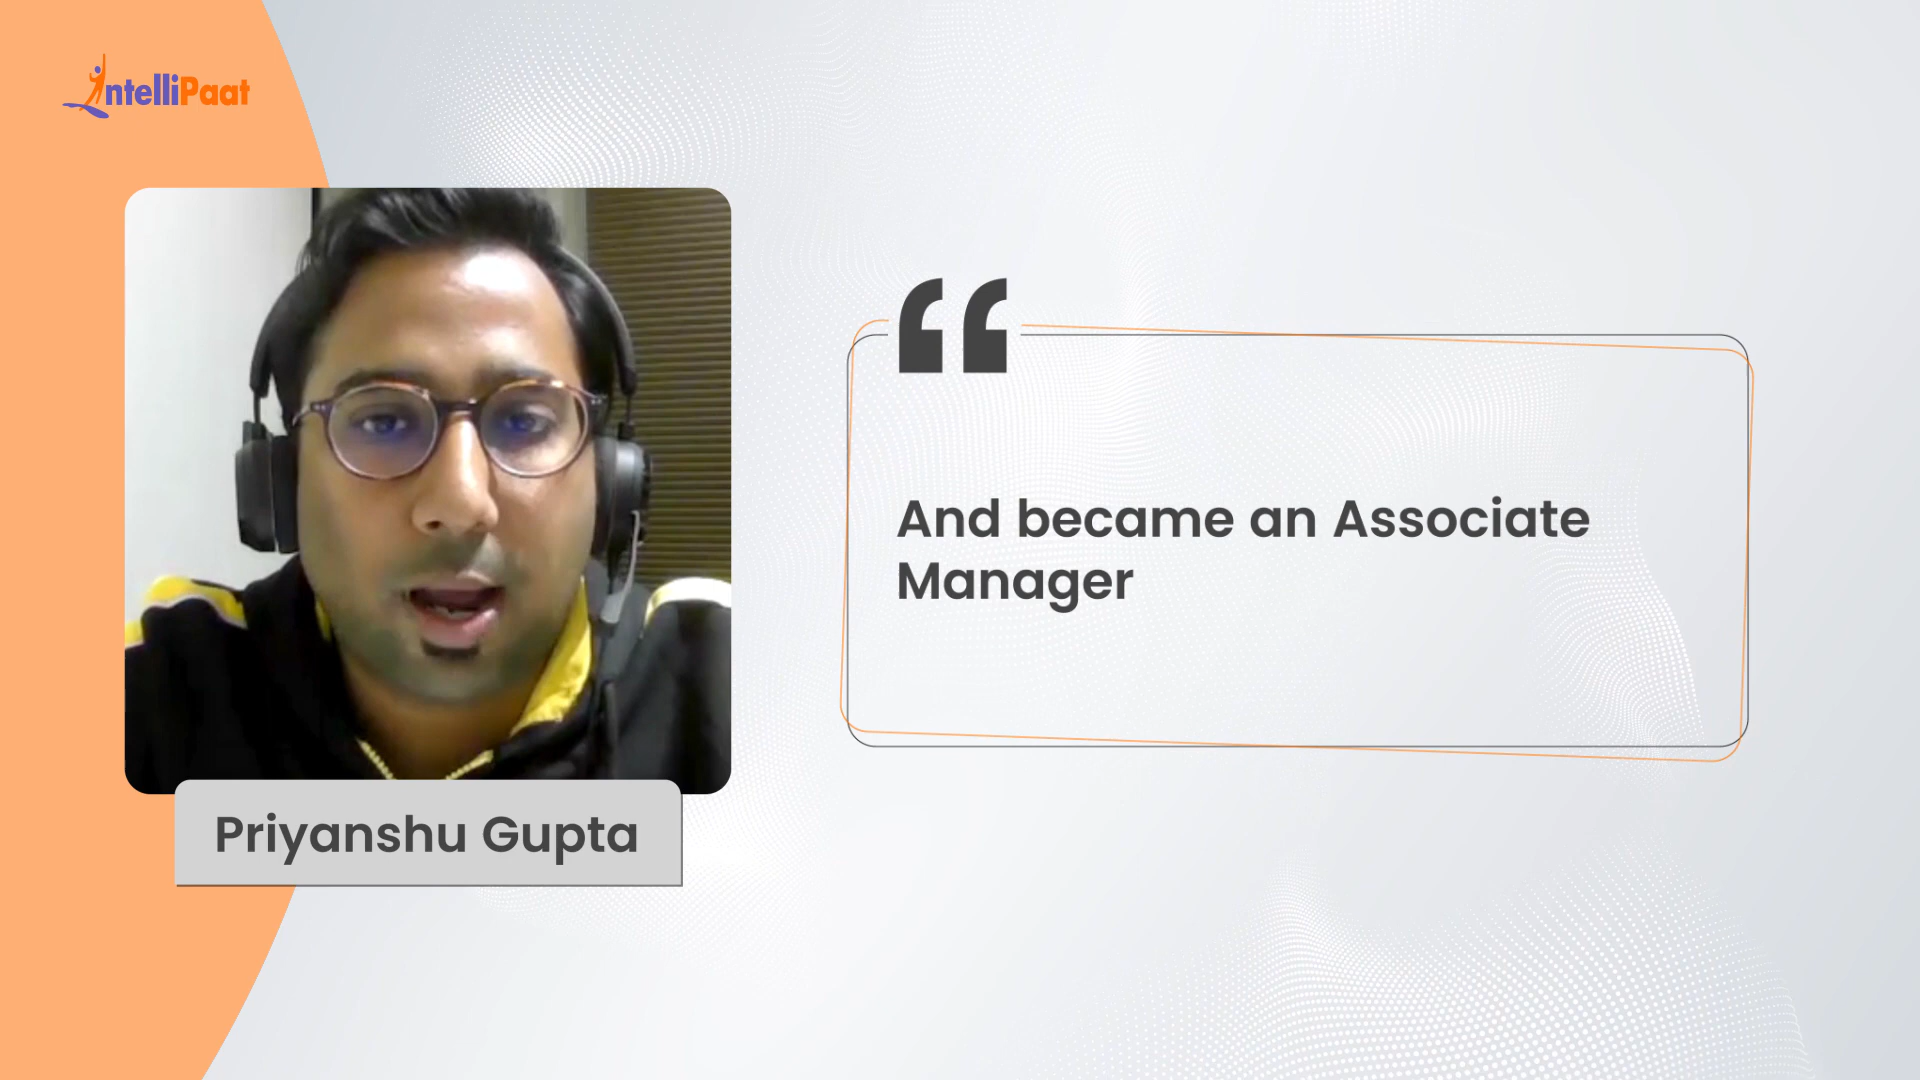 IntelliPaat
“
And became an Associate
Manager
Priyanshu Gupta